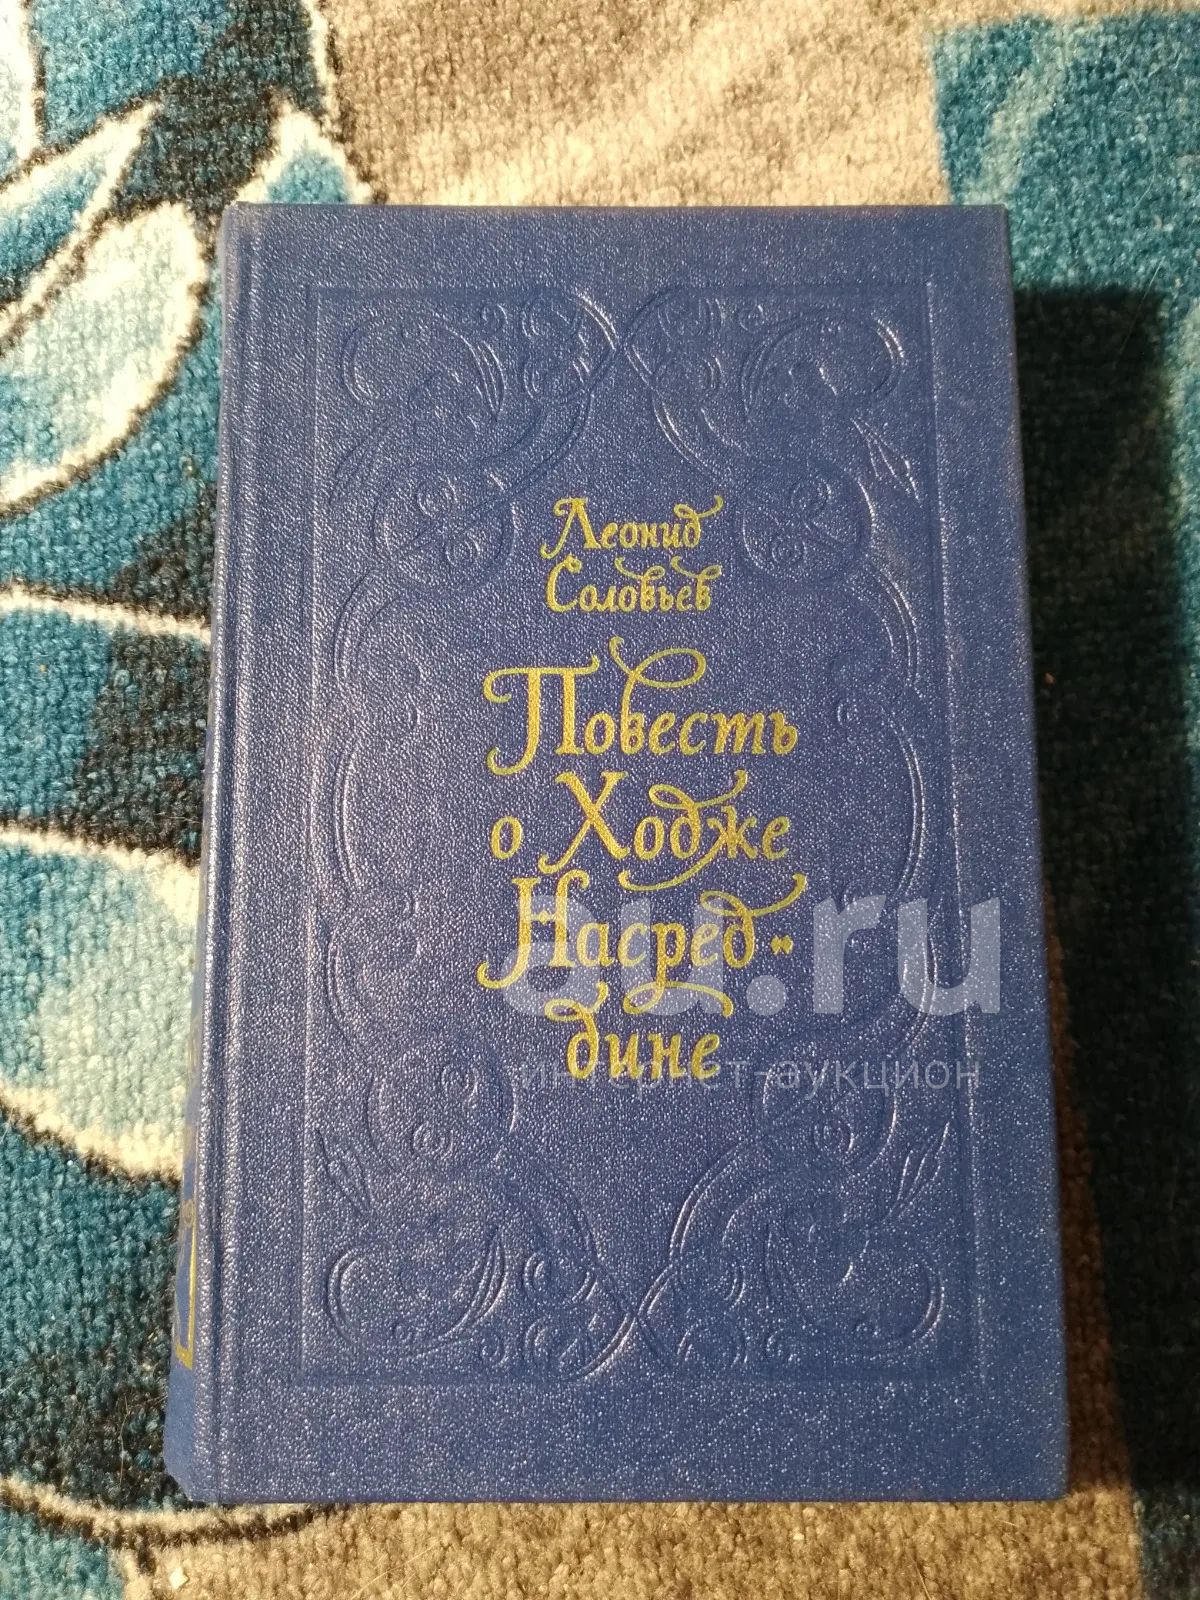 Леонид
Соловьев
Повесть
о Ходже
Насред-
дине
au.ru
интернет-аукцион